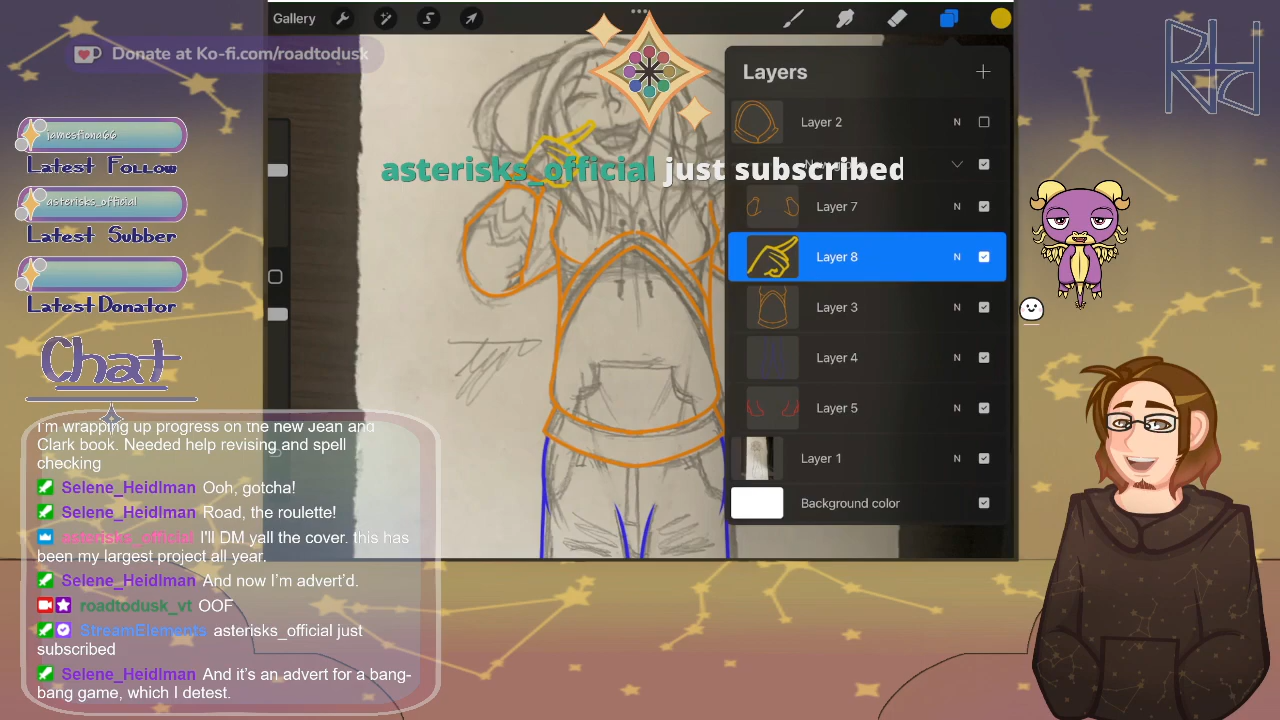 Gallery
Donate at Ko-fi.com/roadtodusk
jamesfiona66
Latest Follow
asterisks_official
Latest Subber
Latest Donator
Chat
I'm wrapping up progress on the new Jean and
Clark book. Needed help revising and spell
checking
Selene_Heidlman Ooh, gotcha!
Selene_Heidlman Road, the roulette!
asterisks_official I'll DM yall the cover. this has
been my largest project all year.
Selene_Heidlman And now I'm advert'd.
roadtodusk_vt OOF
StreamElements asterisks_official just
subscribed
Selene_Heidlman And it's an advert for a bang-
bang game, which I detest.
asterisks_official just subscribed
Layers
Layer 2 N
Layer 7 N
Layer 8 N
Layer 3 N
Layer 4 N
Layer 5 N
Layer 1 N
Background color